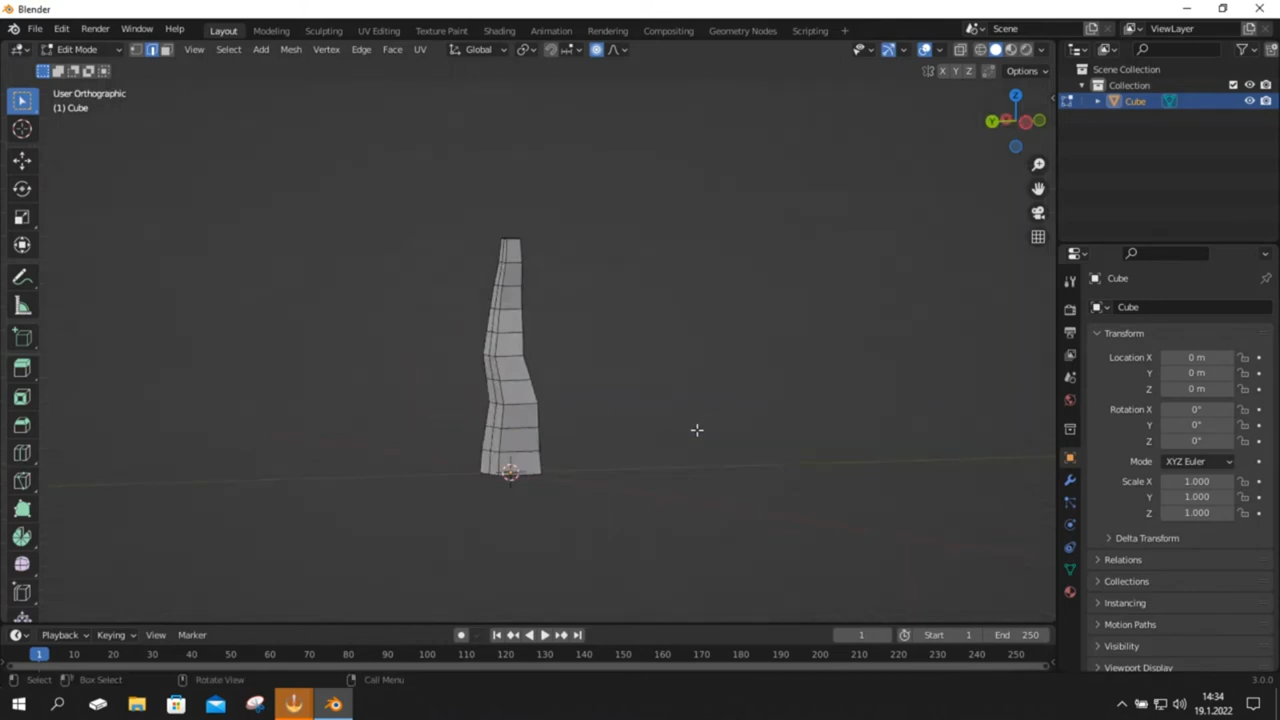 Blender
File Edit Render Window Help Layout Modeling Sculpting UV Editing Texture Paint Shading Animation Rendering Compositing Geometry Nodes Scripting + Scene ViewLayer
Edit Mode View Select Add Mesh Vertex Edge Face UV Global
X Y Z Options
User Orthographic
(1) Cube
Z
Y
Scene Collection
Collection
Cube
Cube
Cube
Transform
Location X 0 m
Y 0 m
Z 0 m
Rotation X 0°
Y 0°
Z 0°
Mode XYZ Euler
Scale X 1.000
Y 1.000
Z 1.000
Delta Transform
Relations
Collections
Instancing
Motion Paths
Visibility
Viewport Display
Playback Keying View Marker 1 Start 1 End 250
1 10 20 30 40 50 60 70 80 90 100 110 120 130 140 150 160 170 180 190 200 210 220 230 240 250
Select Box Select Rotate View Call Menu 3.0.0
14:34
19.1.2022